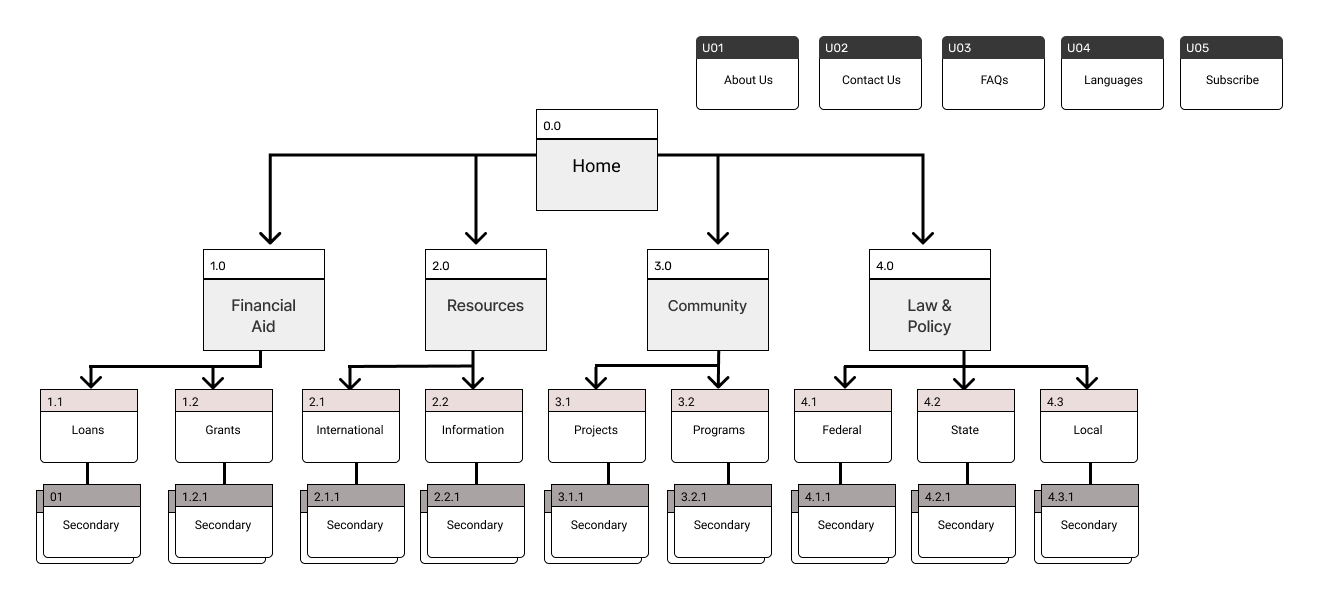 U01
U02
U03
U04
U05
About Us
Contact Us
FAQs
Languages
Subscribe
0.0
Home
1.0
2.0
3.0
4.0
Financial
Aid
Resources
Community
Law &
Policy
1.1
1.2
2.1
2.2
3.1
3.2
4.1
4.2
4.3
Loans
Grants
International
Information
Projects
Programs
Federal
State
Local
01
1.2.1
2.1.1
2.2.1
3.1.1
3.2.1
4.1.1
4.2.1
4.3.1
Secondary
Secondary
Secondary
Secondary
Secondary
Secondary
Secondary
Secondary
Secondary